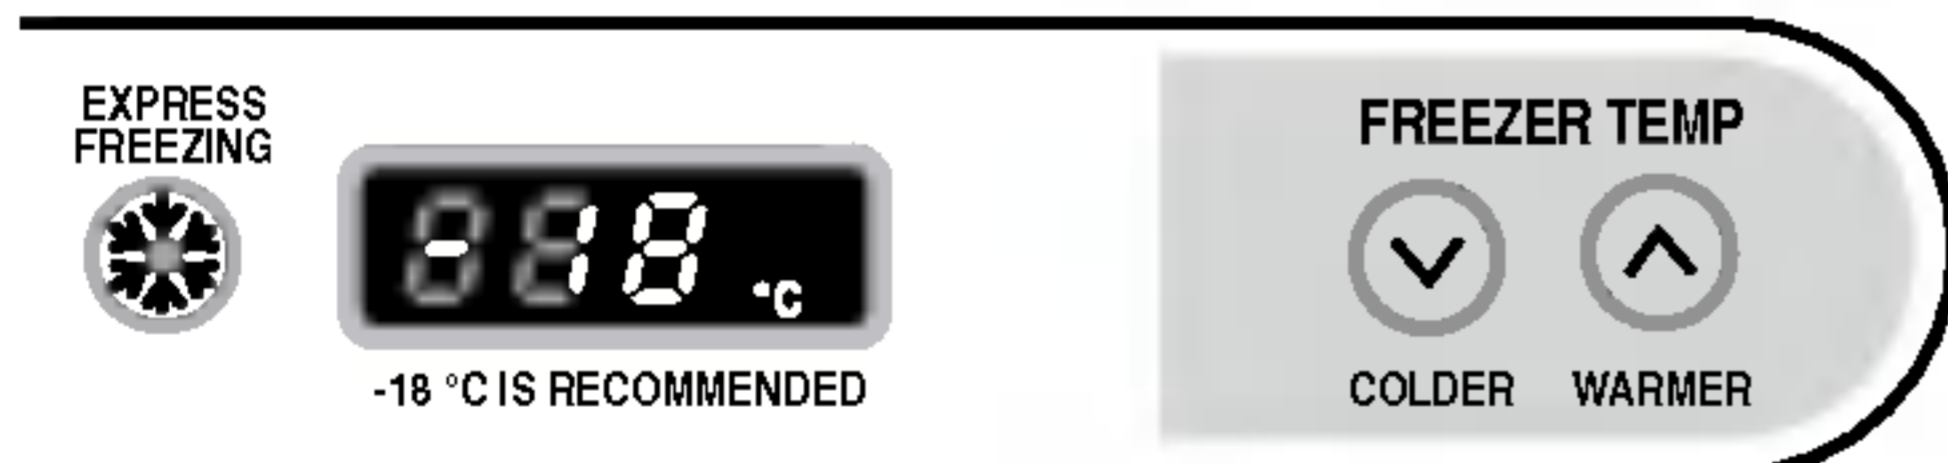 EXPRESS
FREEZING
-18 °C
-18 °C IS RECOMMENDED
FREEZER TEMP
COLDER
WARMER